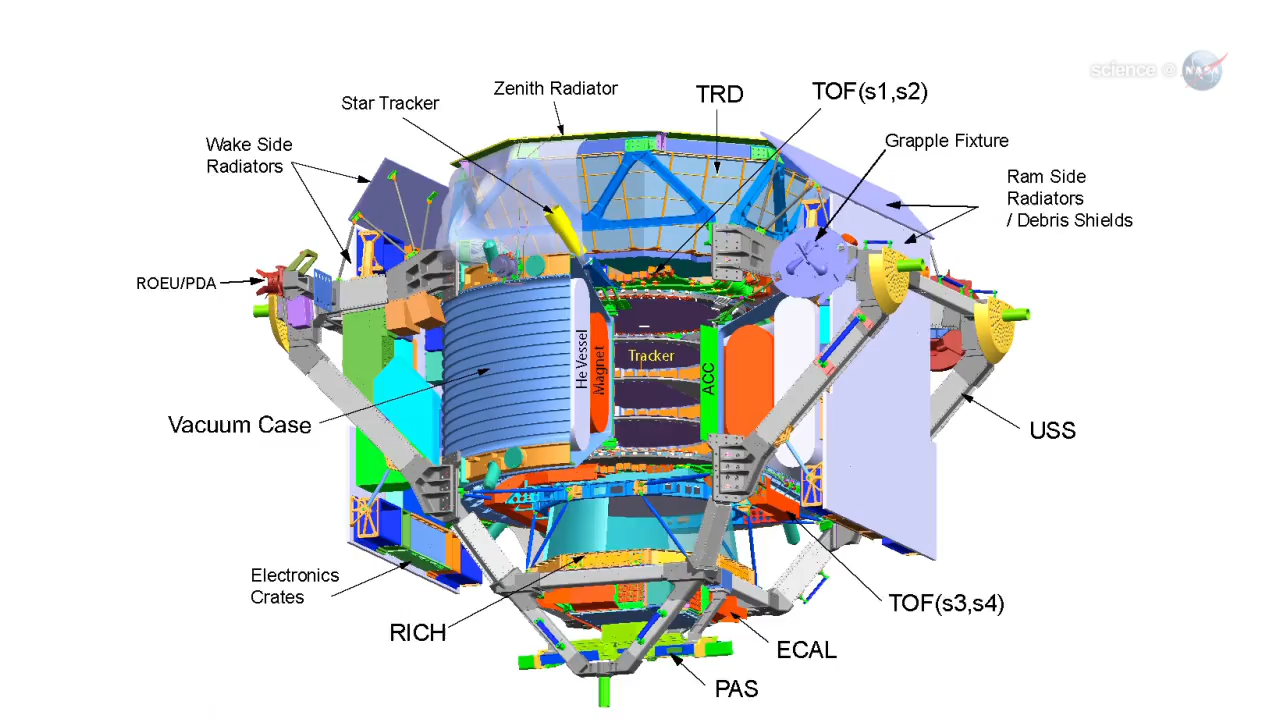 science @ NASA
Zenith Radiator
TRD
TOF(s1,s2)
Star Tracker
Grapple Fixture
Wake Side
Radiators
Ram Side
Radiators
/ Debris Shields
ROEU/PDA
He Vessel
Magnet
Tracker
ACC
Vacuum Case
USS
Electronics
Crates
TOF(s3,s4)
RICH
ECAL
PAS